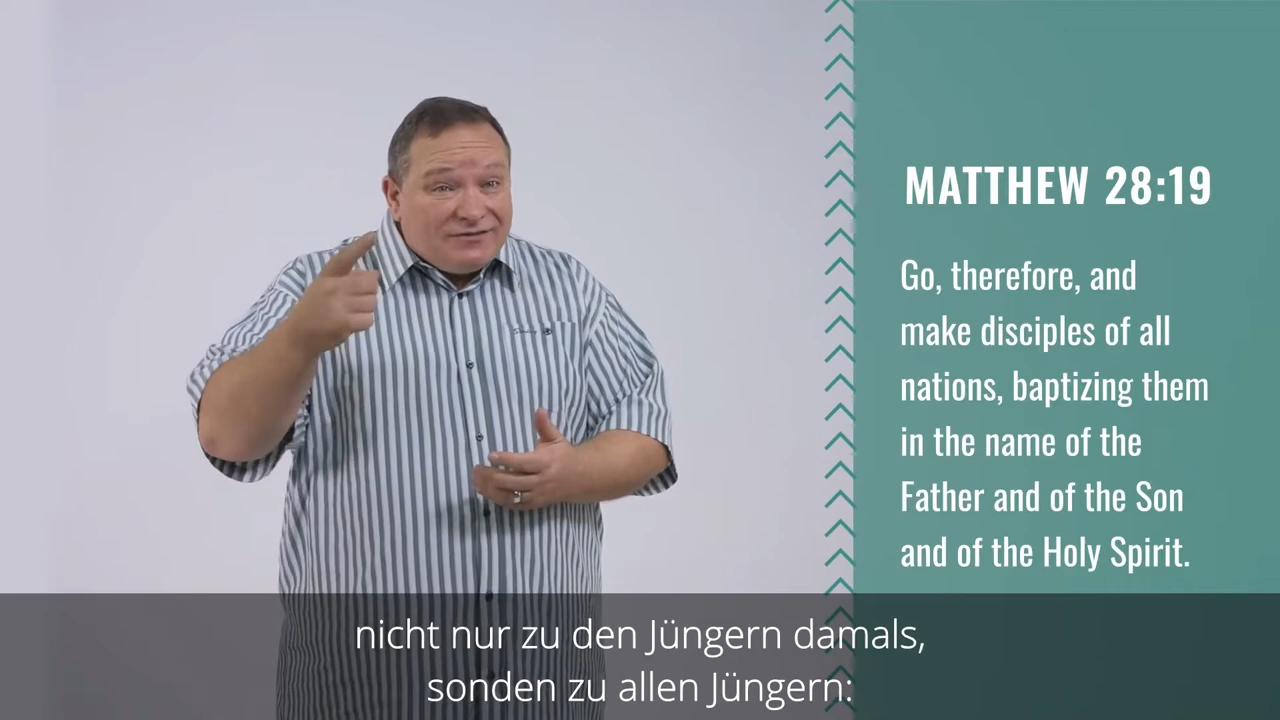 MATTHEW 28:19
Go, therefore, and
make disciples of all
nations, baptizing them
in the name of the
Father and of the Son
and of the Holy Spirit.
nicht nur zu den Jüngern damals,
sonden zu allen Jüngern: